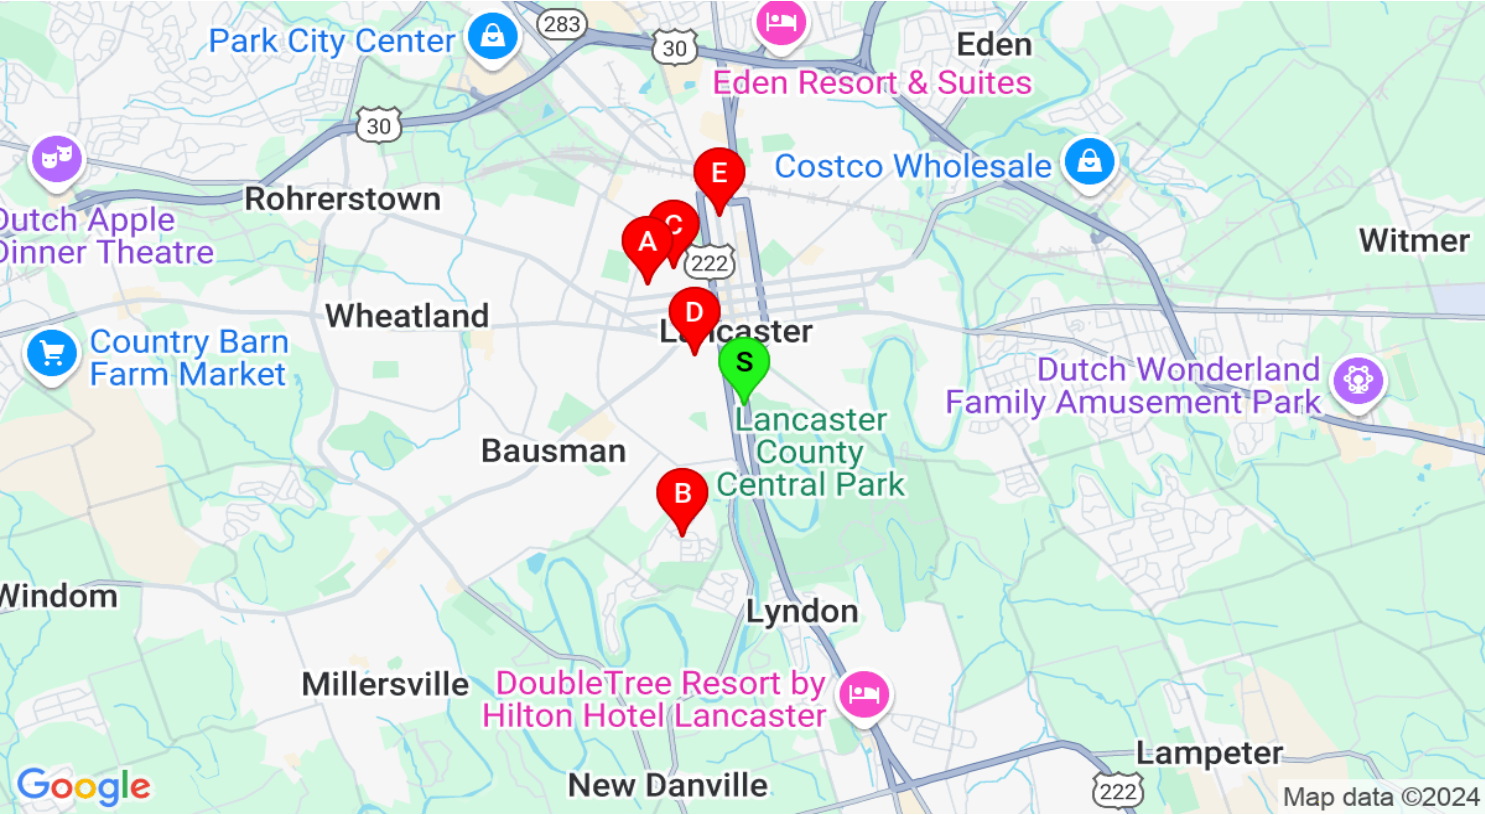 Park City Center
283
30
Eden
Eden Resort & Suites
30
E
Costco Wholesale
Rohrerstown
Dutch Apple
Dinner Theatre
C
A
222
Witmer
Wheatland
D
Lancaster
Country Barn
Farm Market
S
Dutch Wonderland
Family Amusement Park
Lancaster
County
Central Park
Bausman
B
Windom
Lyndon
Millersville
DoubleTree Resort by
Hilton Hotel Lancaster
Lampeter
New Danville
222
Google
Map data ©2024